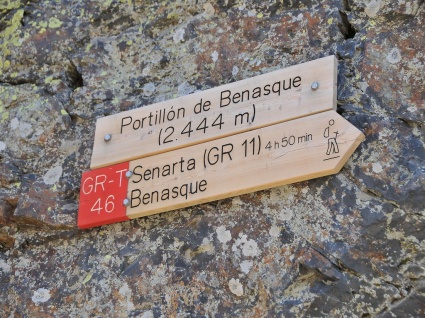 Portillón de Benasque
(2.444 m)
GR-T
46
Senarta (GR 11) 4 h 50 min
Benasque